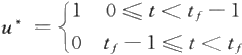 u* = { 1  0 ⩽ t < t_f − 1
0  t_f − 1 ⩽ t < t_f